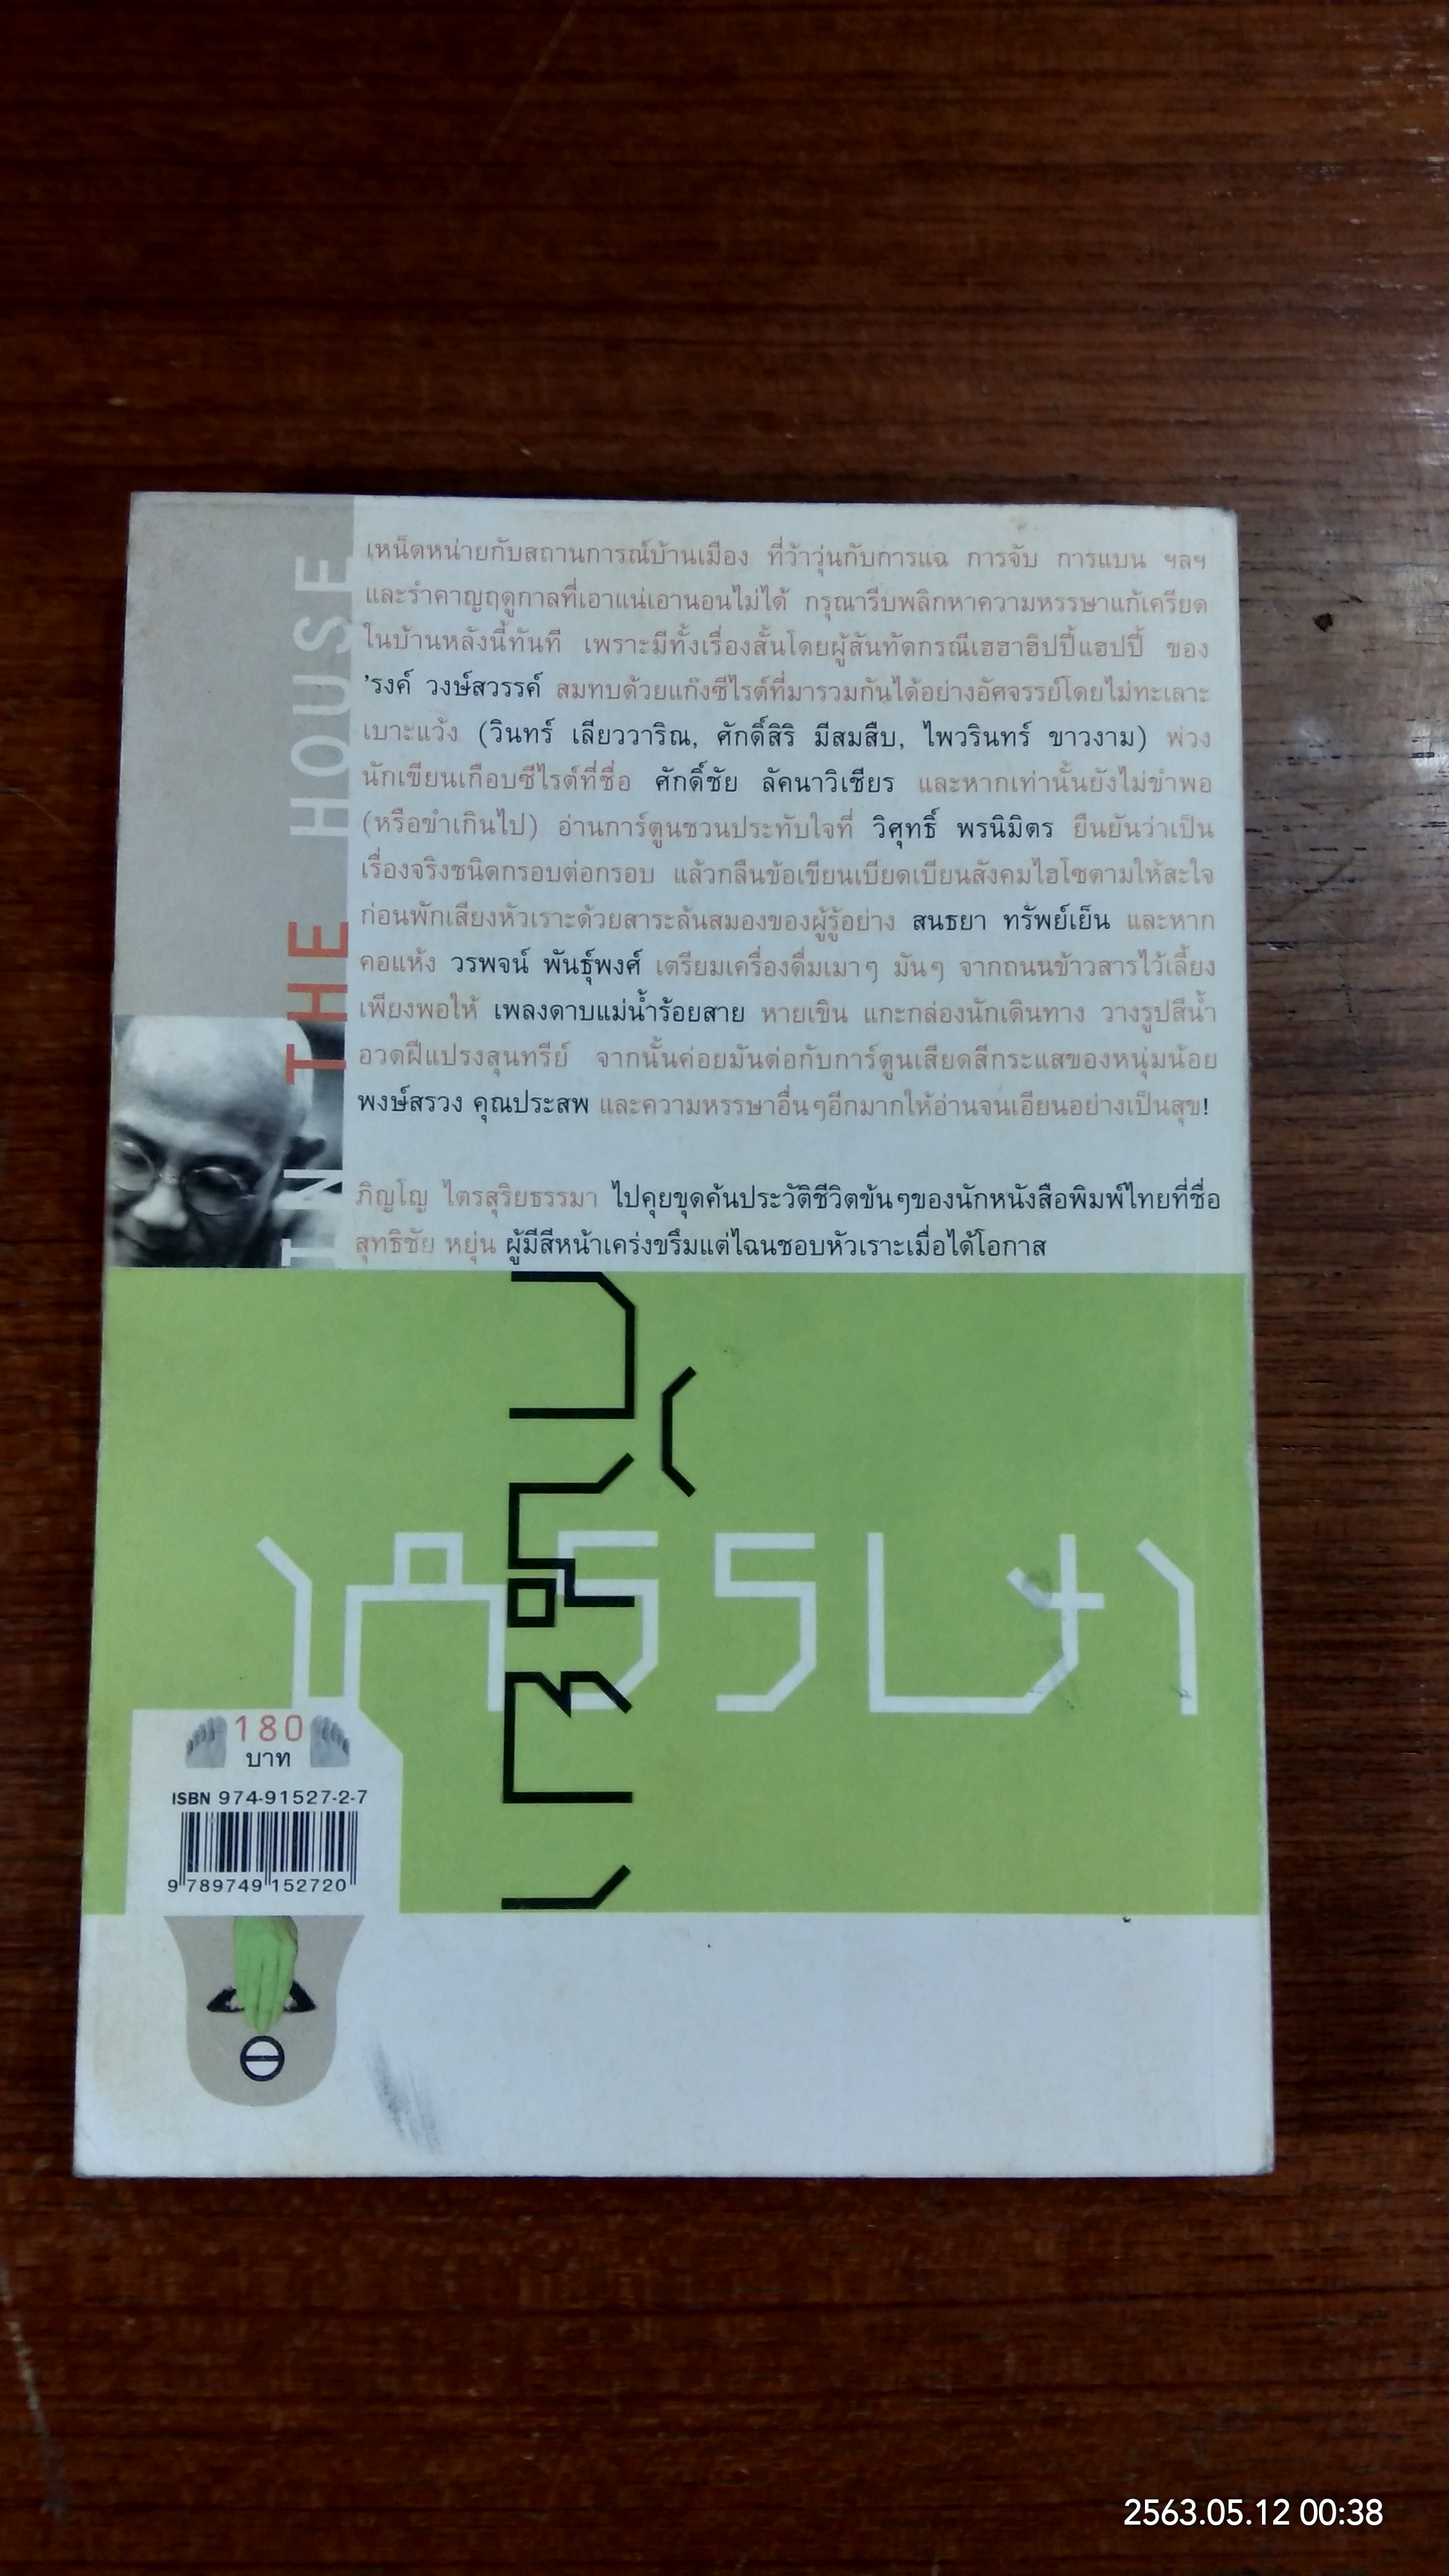 IN THE HOUSE
เหน็ดหน่ายกับสถานการณ์บ้านเมือง ที่ว้าวุ่นกับการแฉ การจับ การแบน ฯลฯ
และรำคาญฤดูกาลที่เอาแน่เอานอนไม่ได้ กรุณารีบพลิกหาความหรรษาแก้เครียด
ในบ้านหลังนี้ทันที เพราะมีทั้งเรื่องสั้นโดยผู้สันทัดกรณีเฮฮาฮิปปี้แฮปปี้ ของ
'รงค์ วงษ์สวรรค์ สมทบด้วยแก๊งซีไรต์ที่มารวมกันได้อย่างอัศจรรย์โดยไม่ทะเลาะ
เบาะแว้ง (วินทร์ เลียววาริณ, ศักดิ์สิริ มีสมสืบ, ไพวรินทร์ ขาวงาม) พ่วง
นักเขียนเกือบซีไรต์ที่ชื่อ ศักดิ์ชัย ลัคนาวิเชียร และหากเท่านั้นยังไม่ขำพอ
(หรือขำเกินไป) อ่านการ์ตูนชวนประทับใจที่ วิศุทธิ์ พรนิมิตร ยืนยันว่าเป็น
เรื่องจริงชนิดกรอบต่อกรอบ แล้วกลืนข้อเขียนเบียดเบียนสังคมไฮโซตามให้สะใจ
ก่อนพักเสียงหัวเราะด้วยสาระล้นสมองของผู้รู้อย่าง สนธยา ทรัพย์เย็น และหาก
คอแห้ง วรพจน์ พันธุ์พงศ์ เตรียมเครื่องดื่มเมาๆ มันๆ จากถนนข้าวสารไว้เลี้ยง
เพียงพอให้ เพลงดาบแม่น้ำร้อยสาย หายเขิน แกะกล่องนักเดินทาง วางรูปสีน้ำ
อวดฝีแปรงสุนทรีย์ จากนั้นค่อยมันต่อกับการ์ตูนเสียดสีกระแสของหนุ่มน้อย
พงษ์สรวง คุณประสพ และความหรรษาอื่นๆอีกมากให้อ่านจนเอียนอย่างเป็นสุข!
ภิญโญ ไตรสุริยธรรมา ไปคุยขุดค้นประวัติชีวิตข้นๆของนักหนังสือพิมพ์ไทยที่ชื่อ
สุทธิชัย หยุ่น ผู้มีสีหน้าเคร่งขรึมแต่ไฉนชอบหัวเราะเมื่อได้โอกาส
หรรษา
180
บาท
ISBN 974-91527-2-7
9 789749 152720
2563.05.12 00:38